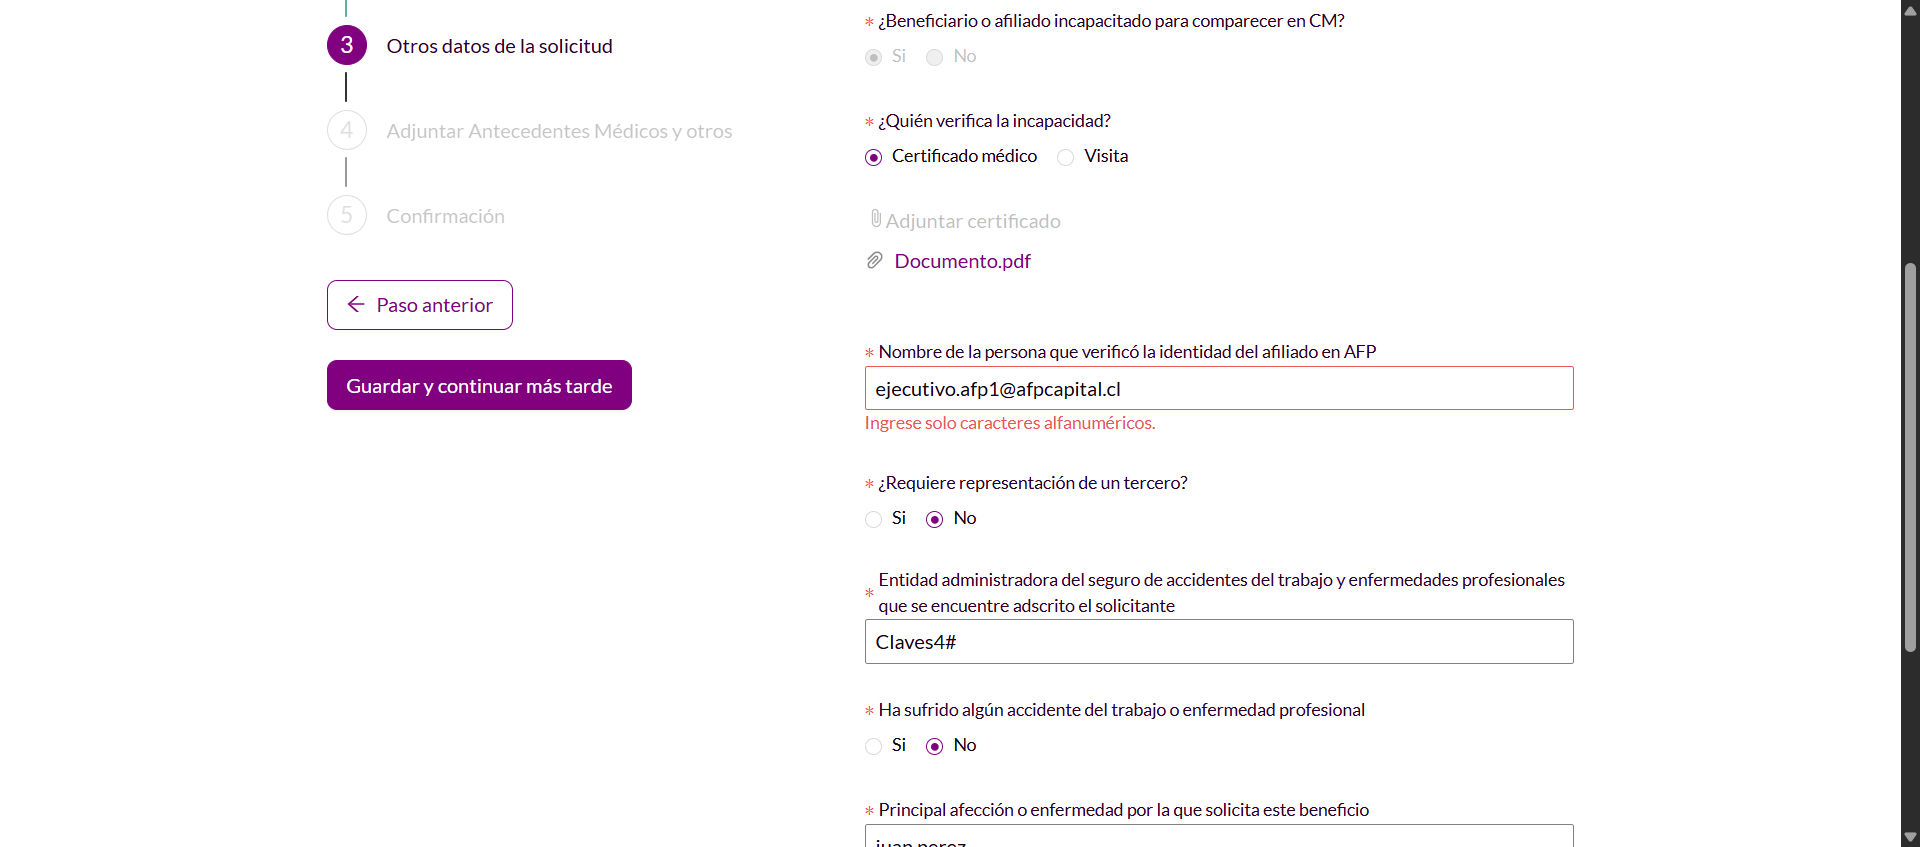 3
Otros datos de la solicitud
4
Adjuntar Antecedentes Médicos y otros
5
Confirmación
Paso anterior
Guardar y continuar más tarde
* ¿Beneficiario o afiliado incapacitado para comparecer en CM?
Si No
* ¿Quién verifica la incapacidad?
Certificado médico Visita
Adjuntar certificado
Documento.pdf
* Nombre de la persona que verificó la identidad del afiliado en AFP
ejecutivo.afp1@afpcapital.cl
Ingrese solo caracteres alfanuméricos.
* ¿Requiere representación de un tercero?
Si No
* Entidad administradora del seguro de accidentes del trabajo y enfermedades profesionales
que se encuentre adscrito el solicitante
Claves4#
* Ha sufrido algún accidente del trabajo o enfermedad profesional
Si No
* Principal afección o enfermedad por la que solicita este beneficio
juan perez